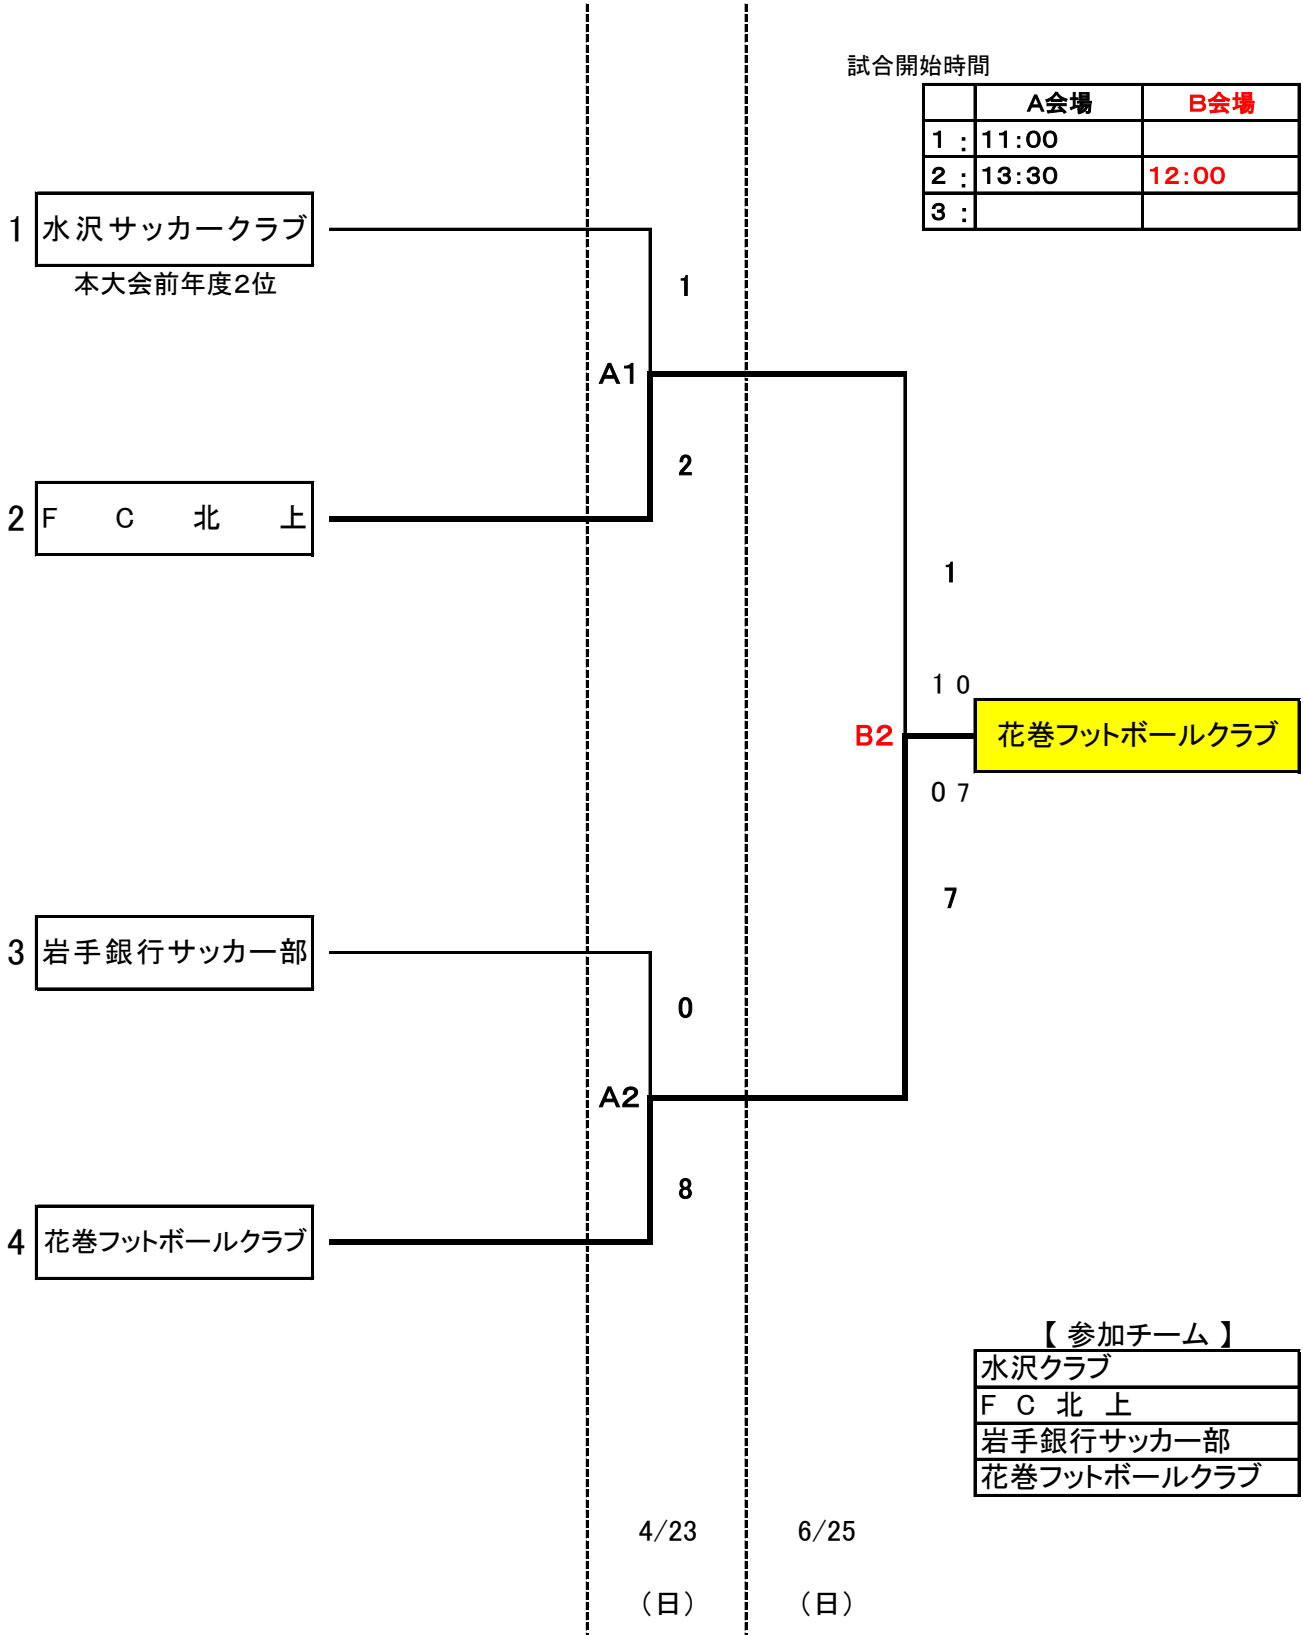 試合開始時間
A会場 B会場
1 : 11:00
2 : 13:30 12:00
3 :
1 水沢サッカークラブ
本大会前年度2位
1
A1
2
2 F C 北 上
1
1 0
B2 花巻フットボールクラブ
0 7
7
3 岩手銀行サッカー部
0
A2
8
4 花巻フットボールクラブ
【 参加チーム 】
水沢クラブ
F C 北 上
岩手銀行サッカー部
花巻フットボールクラブ
4/23 6/25
（日） （日）